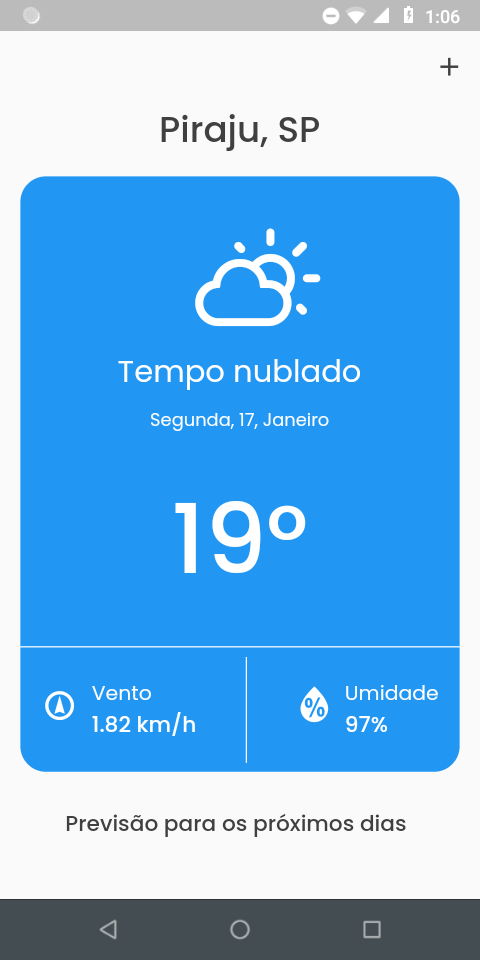 1:06
+
Piraju, SP
Tempo nublado
Segunda, 17, Janeiro
19°
Vento
1.82 km/h
%
Umidade
97%
Previsão para os próximos dias